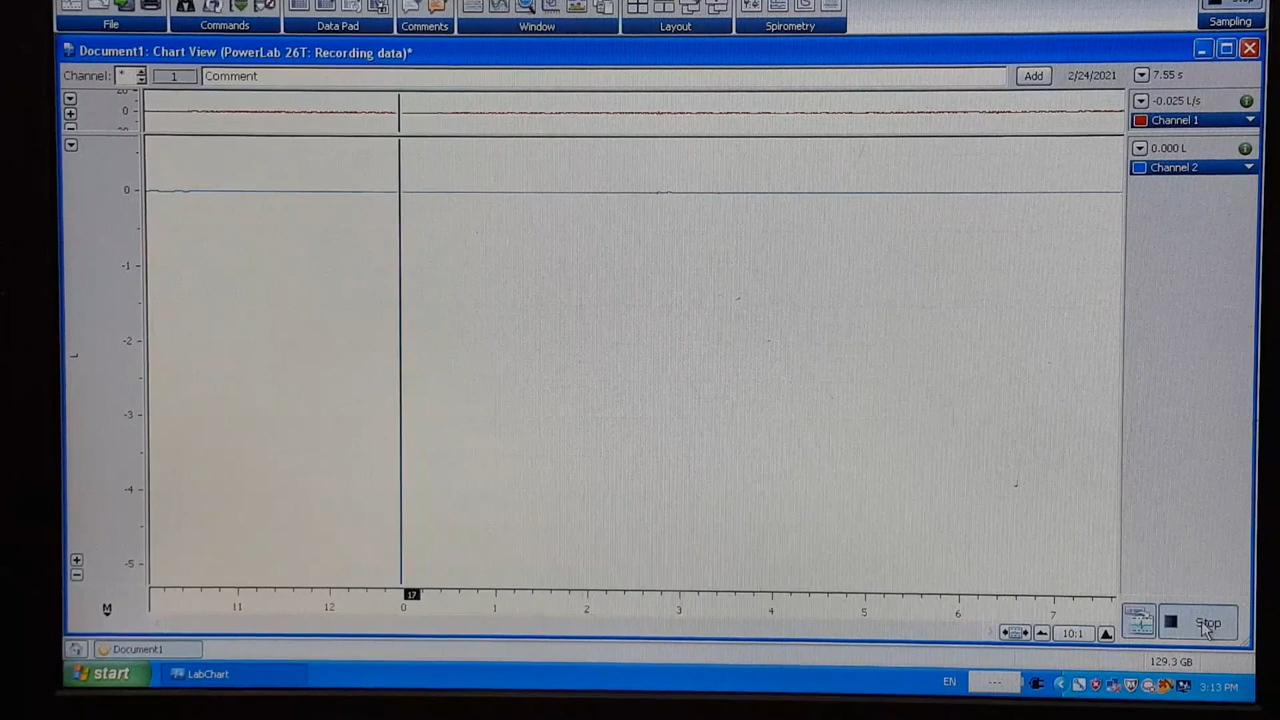 Stop
File Commands Data Pad Comments Window Layout Spirometry Sampling
Document1: Chart View (PowerLab 26T: Recording data)*
Channel: * 1 Comment Add 2/24/2021 7.55 s
0
-0.025 L/s
Channel 1
0.000 L
Channel 2
0
-1
-2
L
-3
-4
-5
17
M 11 12 0 1 2 3 4 5 6 7
Stop
10:1
Document1
129.3 GB
start LabChart EN --- 3:13 PM